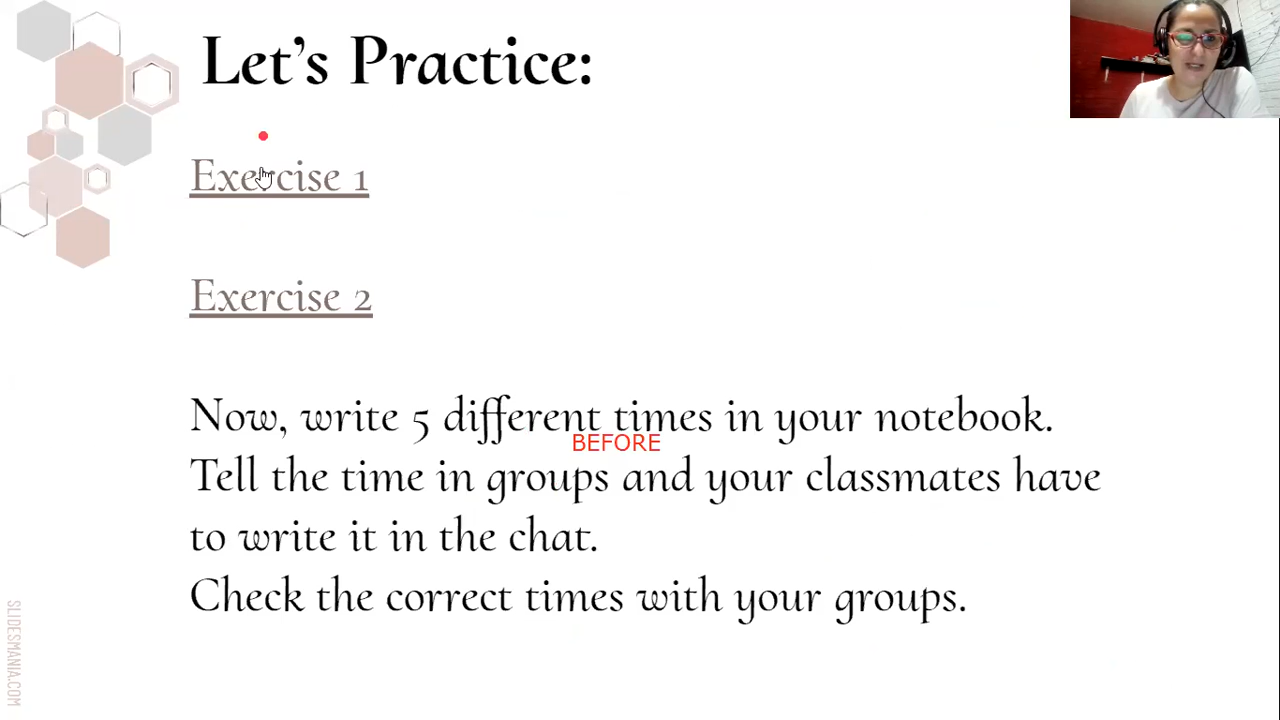 Let's Practice:
Exercise 1
Exercise 2
Now, write 5 different times in your notebook.
BEFORE
Tell the time in groups and your classmates have
to write it in the chat.
Check the correct times with your groups.
SLIDESMANIA.COM